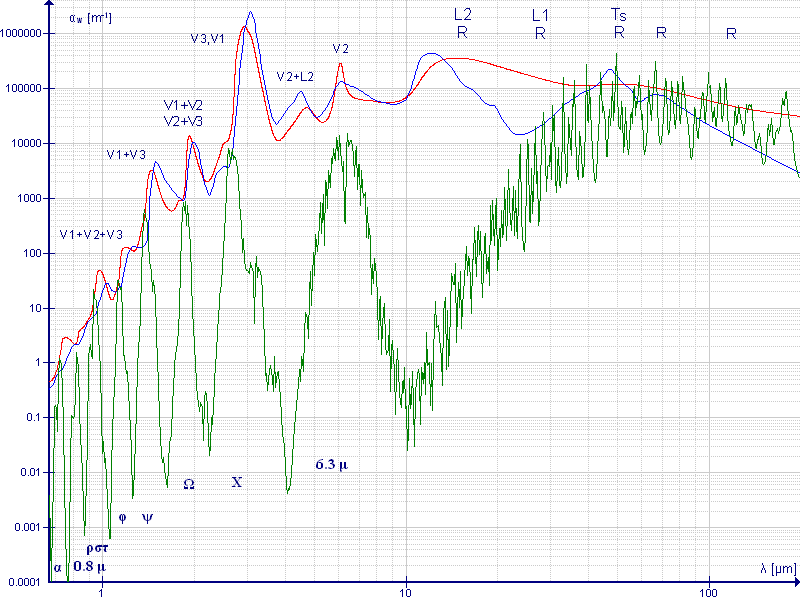 αw [m-1]
L2
L1
Ts
R
R
R
R
R
1000000
V3,V1
V2
V2+L2
100000
V1+V2
V2+V3
10000
V1+V3
1000
V1+V2+V3
100
10
1
0.1
6.3 μ
0.01
Ω
X
φ
ψ
0.001
ρστ
α
0.8 μ
λ [μm]
0.0001
1
10
100